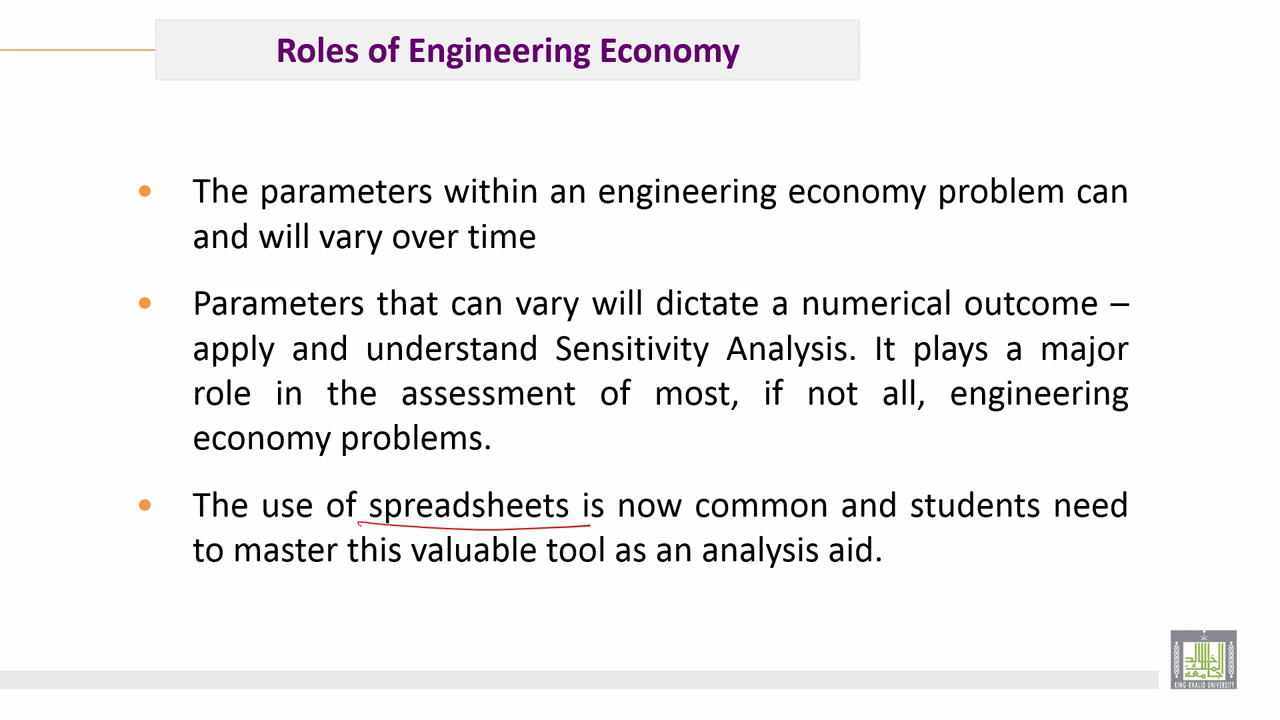 Roles of Engineering Economy
• The parameters within an engineering economy problem can
and will vary over time
• Parameters that can vary will dictate a numerical outcome –
apply and understand Sensitivity Analysis. It plays a major
role in the assessment of most, if not all, engineering
economy problems.
• The use of spreadsheets is now common and students need
to master this valuable tool as an analysis aid.
KING KHALID UNIVERSITY